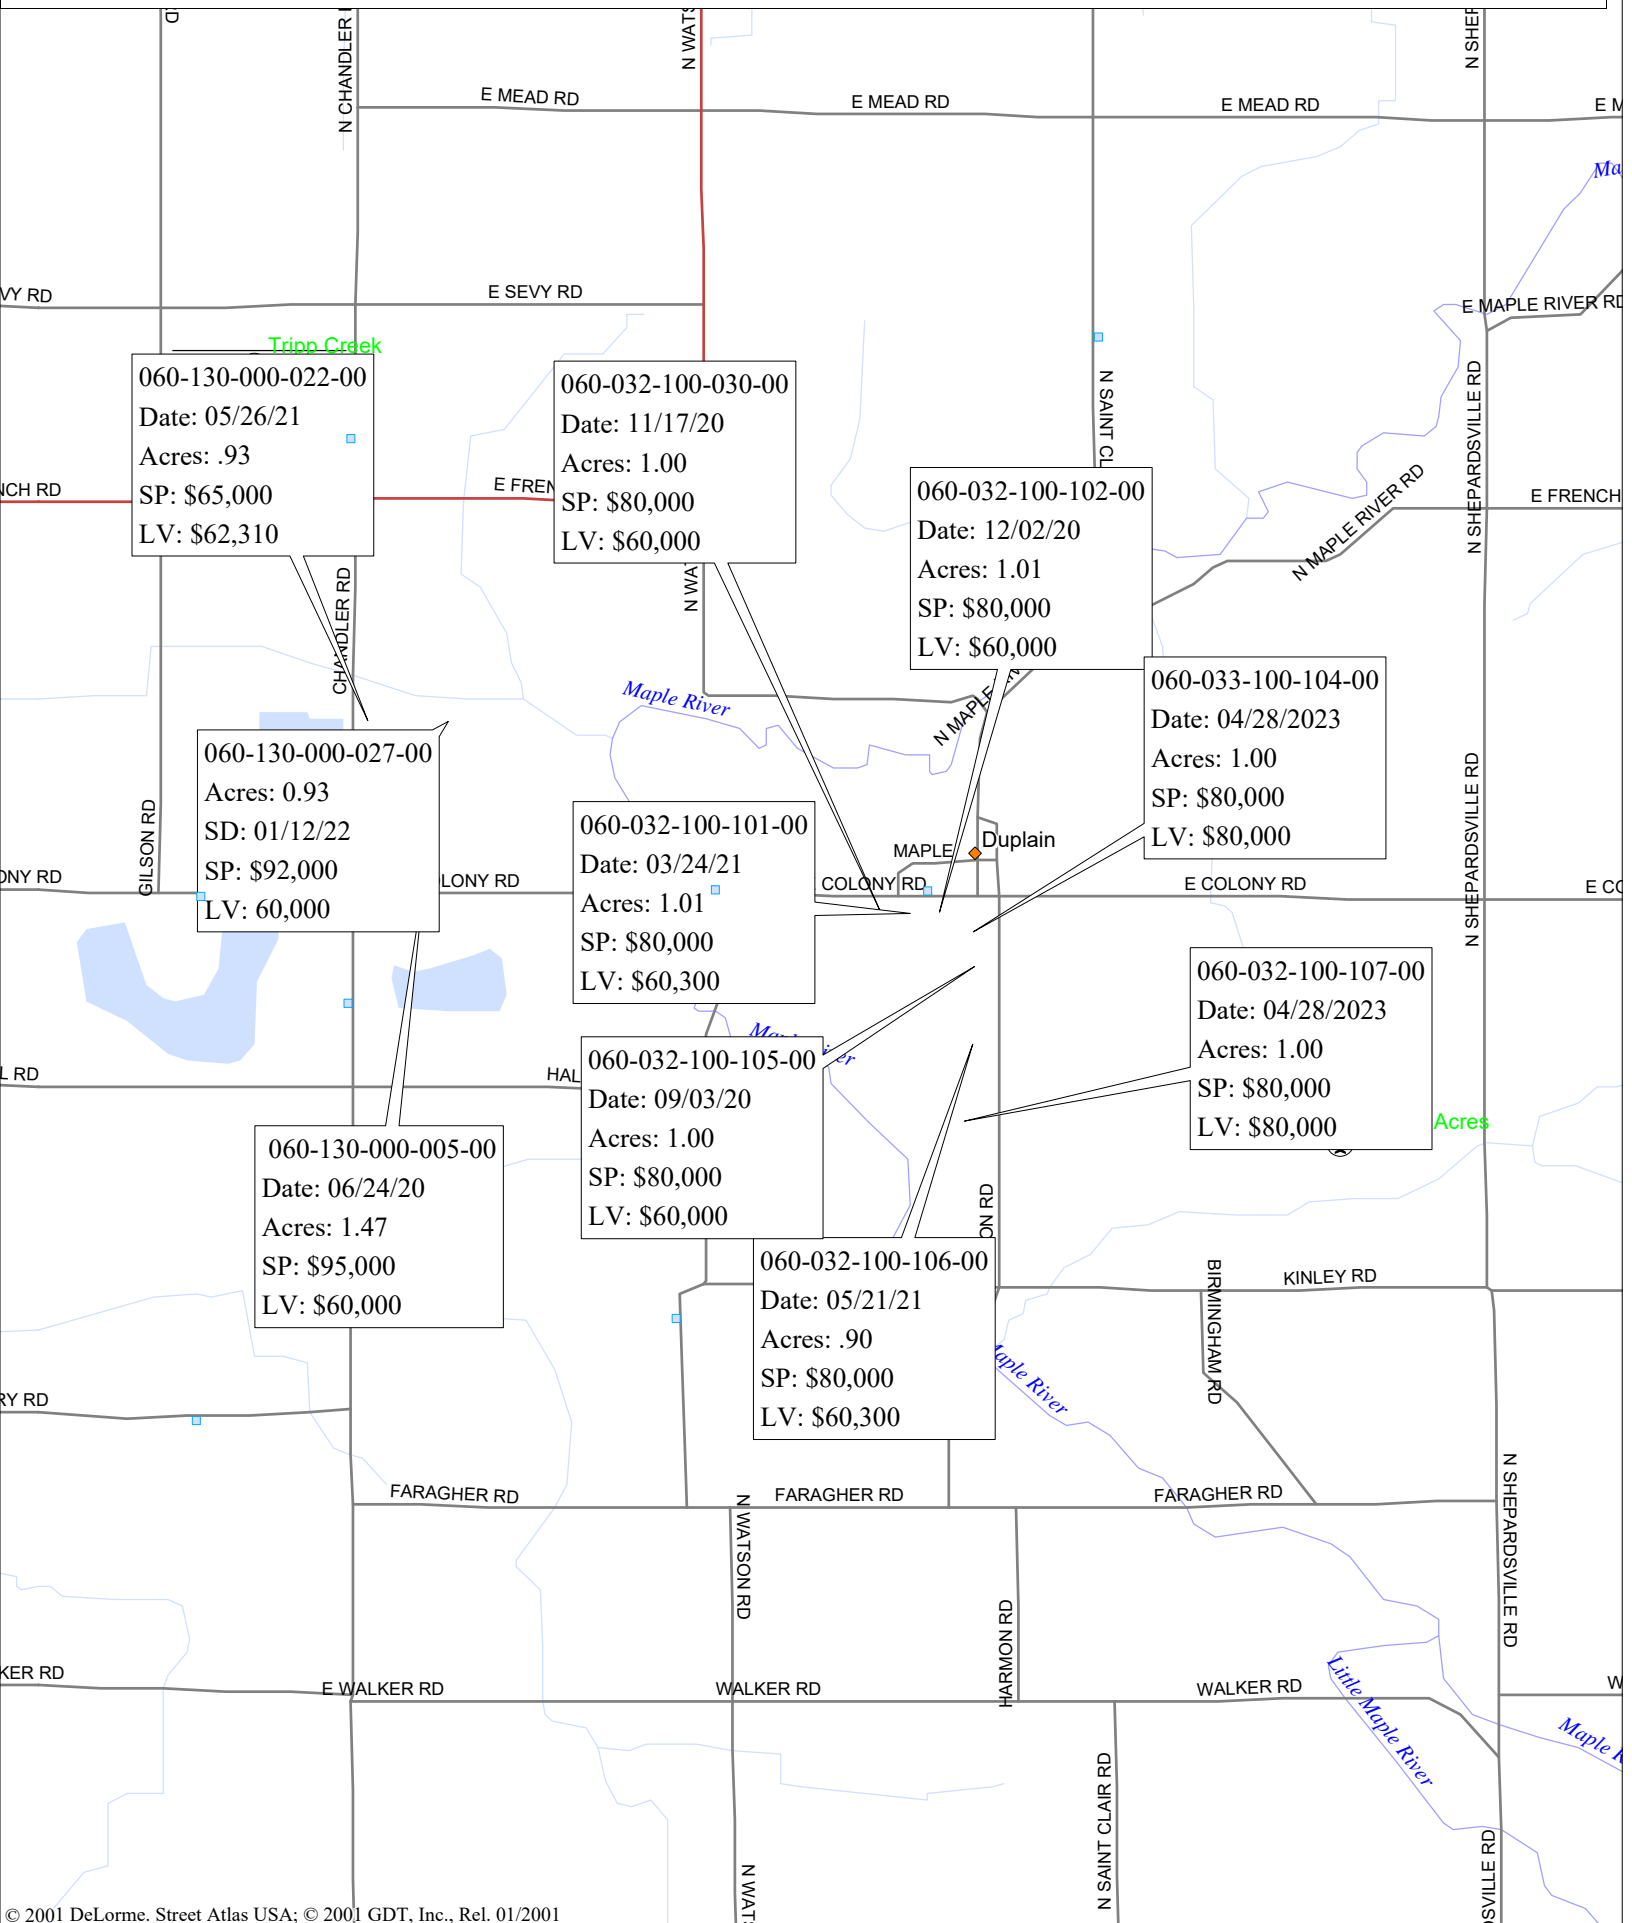 N CHANDLER
N WATS
N SHEP
E MEAD RD
E MEAD RD
E MEAD RD
E M
Ma
VY RD
E SEVY RD
E MAPLE RIVER RD
Tripp Creek
060-130-000-022-00
Date: 05/26/21
Acres: .93
SP: $65,000
LV: $62,310
060-032-100-030-00
Date: 11/17/20
Acres: 1.00
SP: $80,000
LV: $60,000
N SAINT CL
N SHEPARDSVILLE RD
NCH RD
E FREN
E FRENCH
N MAPLE RIVER RD
060-032-100-102-00
Date: 12/02/20
Acres: 1.01
SP: $80,000
LV: $60,000
CHANDLER RD
N WA
Maple River
N MAPLE
060-033-100-104-00
Date: 04/28/2023
Acres: 1.00
SP: $80,000
LV: $80,000
060-130-000-027-00
Acres: 0.93
SD: 01/12/22
SP: $92,000
LV: 60,000
GILSON RD
N SHEPARDSVILLE RD
060-032-100-101-00
Date: 03/24/21
Acres: 1.01
SP: $80,000
LV: $60,300
MAPLE
Duplain
ONY RD
LONY RD
COLONY RD
E COLONY RD
E CO
060-032-100-107-00
Date: 04/28/2023
Acres: 1.00
SP: $80,000
LV: $80,000
Acres
L RD
HAL
060-032-100-105-00
Date: 09/03/20
Acres: 1.00
SP: $80,000
LV: $60,000
060-130-000-005-00
Date: 06/24/20
Acres: 1.47
SP: $95,000
LV: $60,000
ON RD
060-032-100-106-00
Date: 05/21/21
Acres: .90
SP: $80,000
LV: $60,300
KINLEY RD
BIRMINGHAM RD
Maple River
RY RD
FARAGHER RD
FARAGHER RD
FARAGHER RD
N WATSON RD
HARMON RD
N SHEPARDSVILLE RD
KER RD
E WALKER RD
WALKER RD
WALKER RD
W
Little Maple River
Maple R
N SAINT CLAIR RD
N WATS
DSVILLE RD
© 2001 DeLorme. Street Atlas USA; © 2001 GDT, Inc., Rel. 01/2001